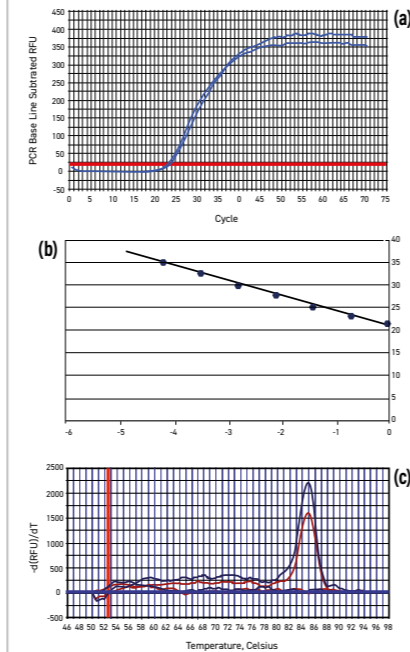 (a)
PCR Base Line Subtrated RFU
450
400
350
300
250
200
150
100
50
0
-50
0 5 10 15 20 25 30 35 0 45 50 55 60 65 70 75
Cycle
(b)
40
35
30
25
20
15
10
5
0
-6 -5 -4 -3 -2 -1 0
(c)
-d(RFU)/dT
2500
2000
1500
1000
500
0
-500
46 48 50 52 54 56 58 60 62 64 66 68 70 72 74 76 78 80 82 84 86 88 90 92 94 96 98
Temperature, Celsius